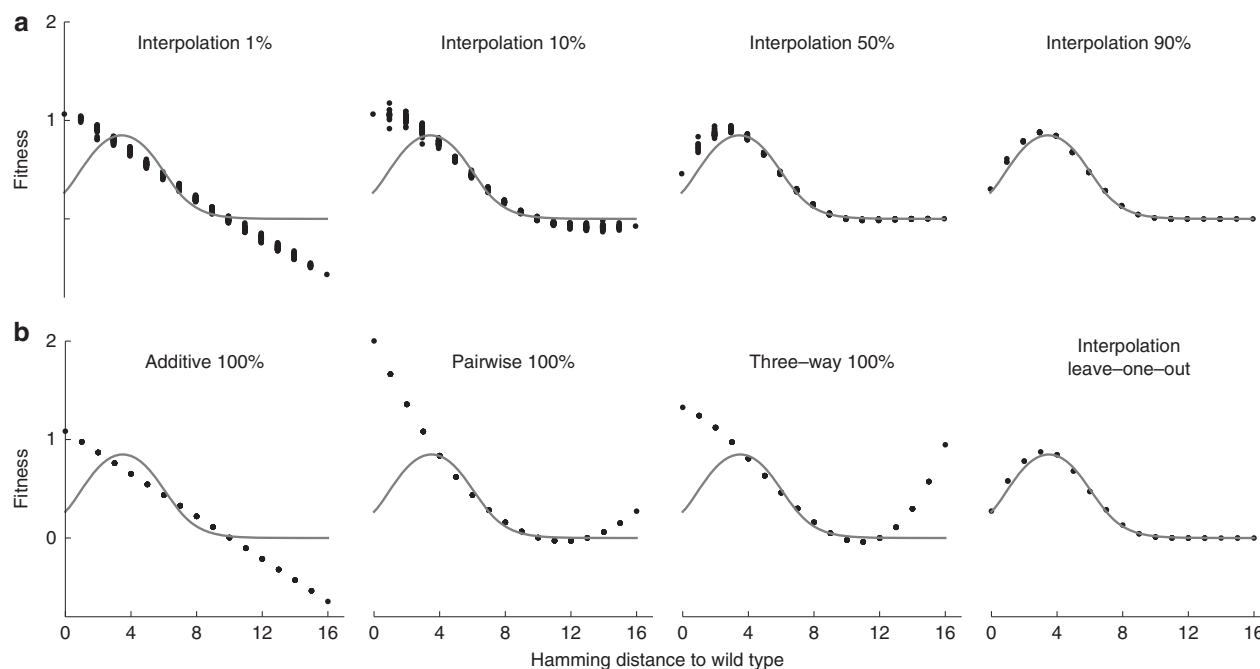 a
2
1
Fitness
Interpolation 1%
Interpolation 10%
Interpolation 50%
Interpolation 90%
b
2
1
0
Fitness
Additive 100%
Pairwise 100%
Three–way 100%
Interpolation
leave–one–out
0 4 8 12 16 0 4 8 12 16 0 4 8 12 16 0 4 8 12 16
Hamming distance to wild type